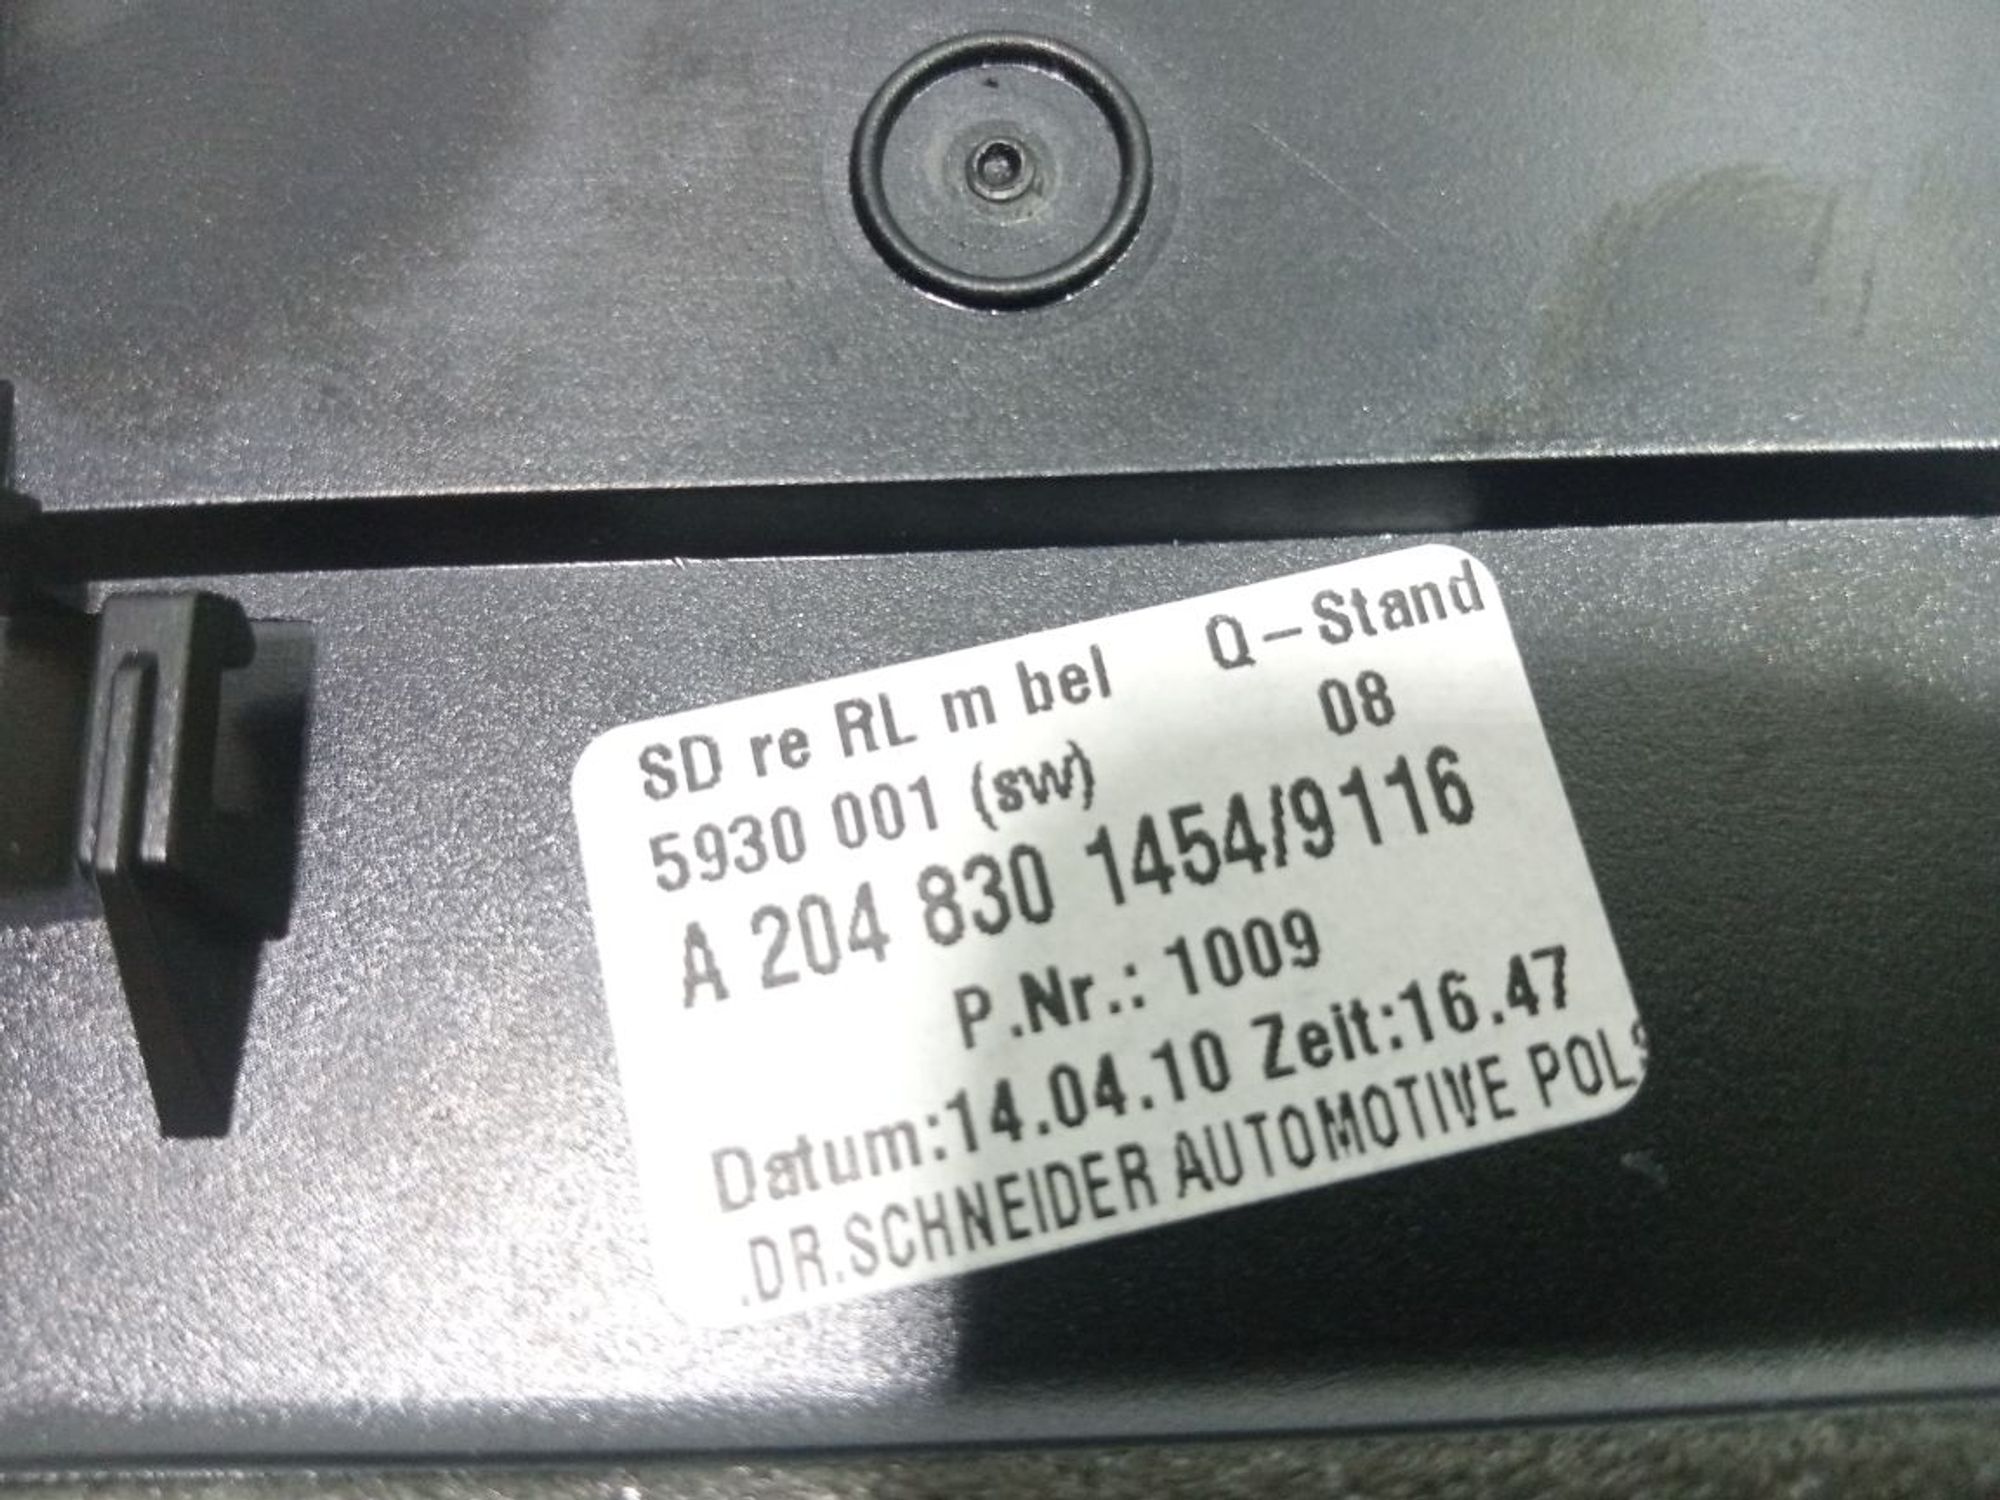 SD re RL m bel Q-Stand
5930 001 (sw) 08
A 204 830 1454/9116
P.Nr.: 1009
Datum:14.04.10 Zeit:16.47
.DR.SCHNEIDER AUTOMOTIVE POLS